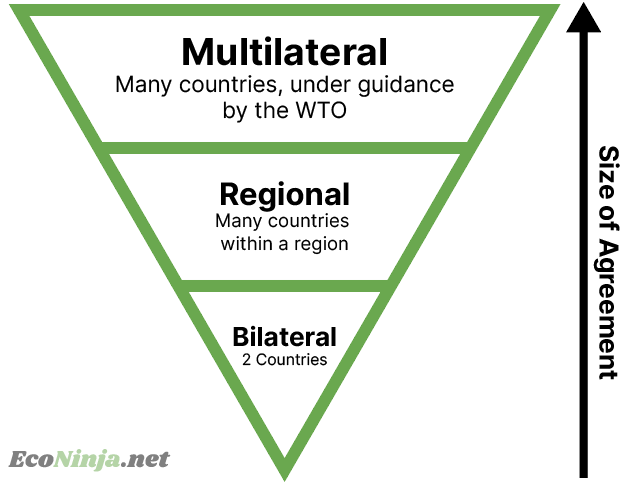 Multilateral
Many countries, under guidance
by the WTO
Regional
Many countries
within a region
Bilateral
2 Countries
Size of Agreement
EcoNinja.net